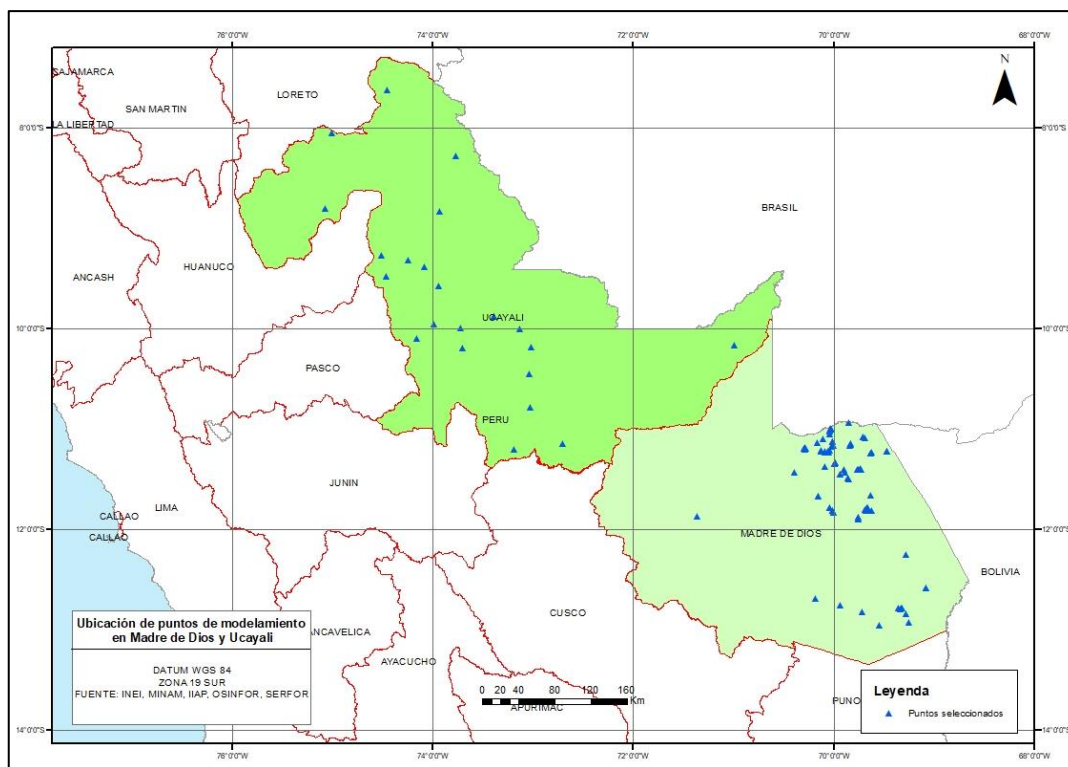 76°0'0"W 74°0'0"W 72°0'0"W 70°0'0"W 68°0'0"W
N
CAJAMARCA
LORETO
SAN MARTIN
LA LIBERTAD
8°0'0"S 8°0'0"S
BRASIL
HUANUCO
ANCASH
UCAYALI
10°0'0"S 10°0'0"S
PASCO
PERU
JUNIN
LIMA
CALLAO
12°0'0"S 12°0'0"S
MADRE DE DIOS
CALLAO
BOLIVIA
CUSCO
Ubicación de puntos de modelamiento
en Madre de Dios y Ucayali
DATUM WGS 84
ZONA 19 SUR
FUENTE: INEI, MINAM, IIAP, OSINFOR, SERFOR
ANCAVELICA
AYACUCHO
0 20 40 80 120 160
Km
APURIMAC
PUNO
Leyenda
Puntos seleccionados
14°0'0"S 14°0'0"S
76°0'0"W 74°0'0"W 72°0'0"W 70°0'0"W 68°0'0"W